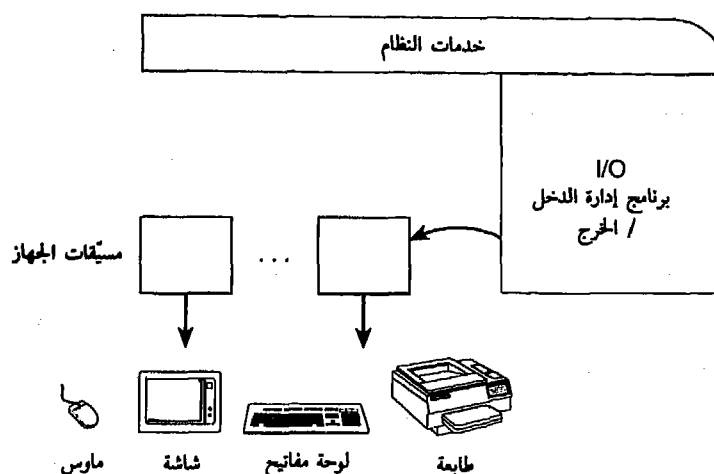 خدمات النظام
I/O
برنامج إدارة الدخل
/ الخرج
مسيّقات الجهاز
...
ماوس
شاشة
لوحة مفاتيح
طابعة